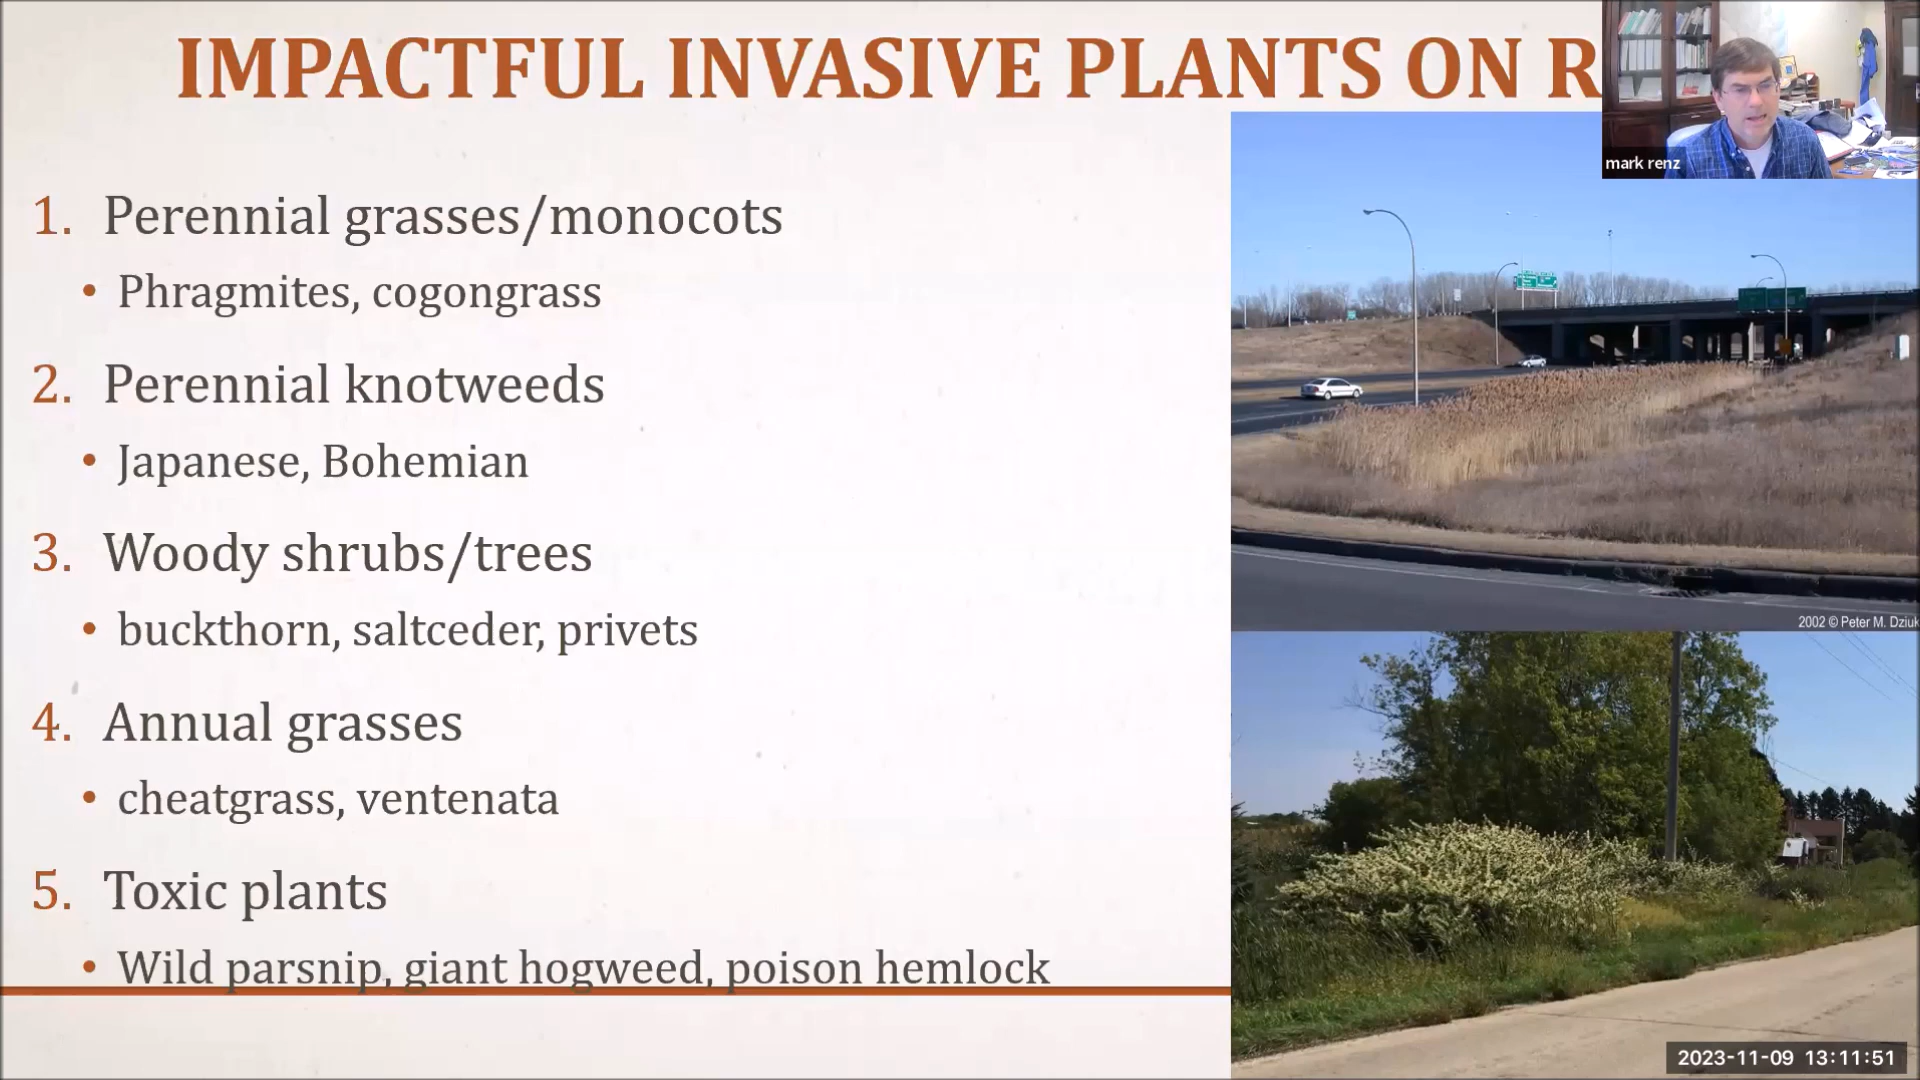 IMPACTFUL INVASIVE PLANTS ON R
mark renz
1. Perennial grasses/monocots
• Phragmites, cogongrass
2. Perennial knotweeds
• Japanese, Bohemian
3. Woody shrubs/trees
• buckthorn, saltceder, privets
4. Annual grasses
• cheatgrass, ventenata
5. Toxic plants
• Wild parsnip, giant hogweed, poison hemlock
2002 © Peter M. Dziuk
2023-11-09 13:11:51